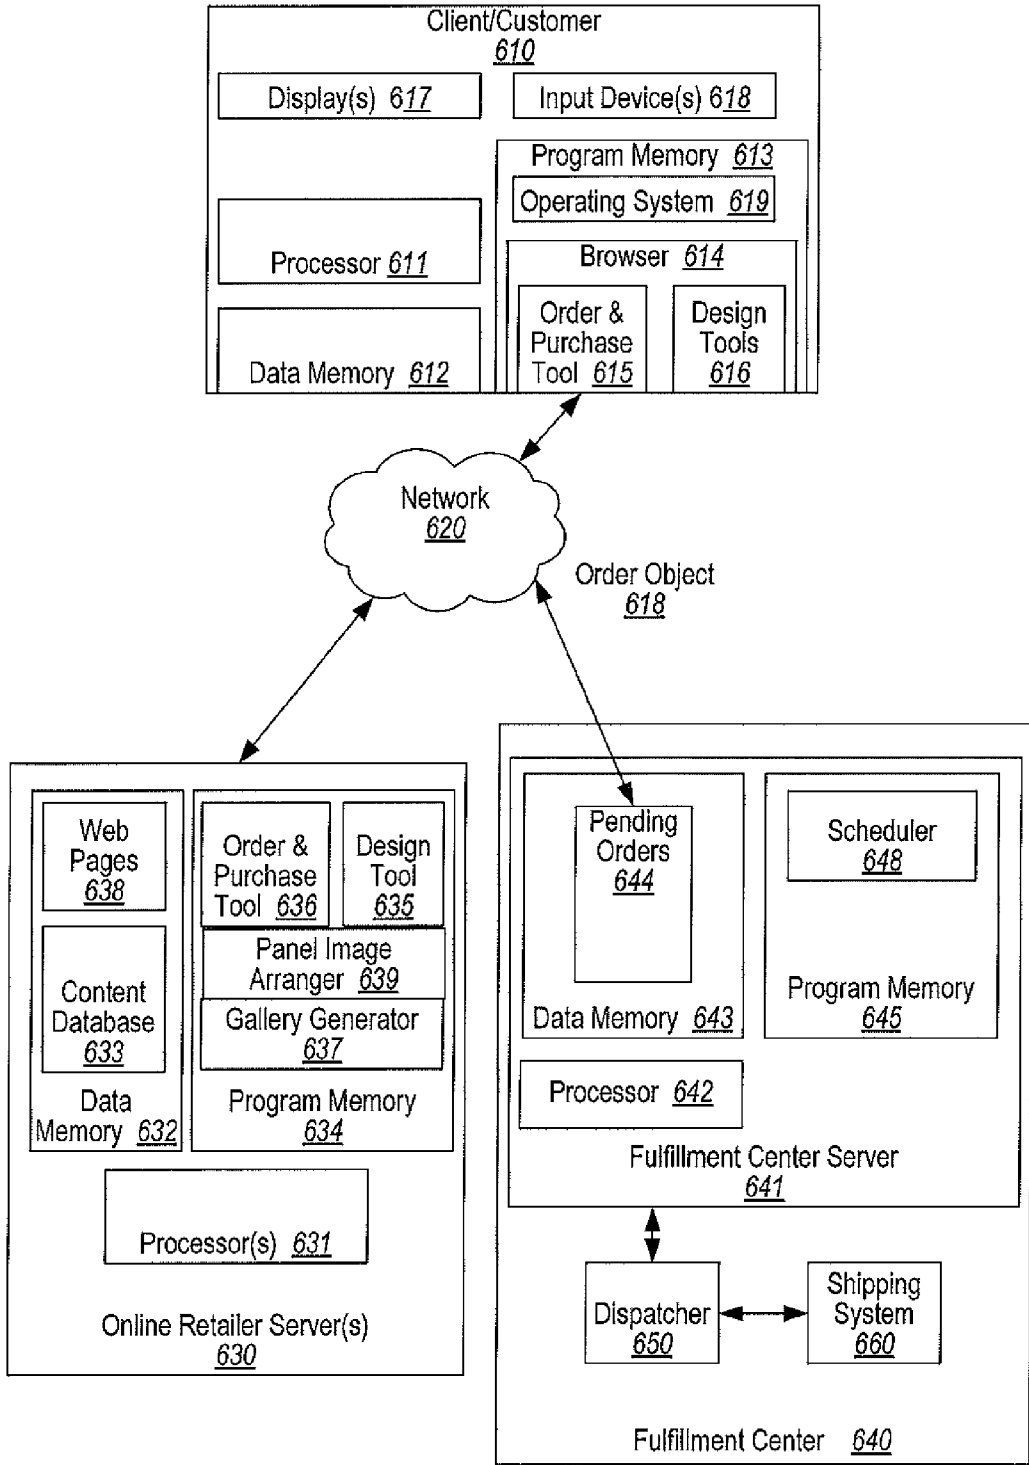 Client/Customer
610
Display(s) 617
Input Device(s) 618
Program Memory 613
Operating System 619
Processor 611
Browser 614
Data Memory 612
Order &
Purchase
Tool 615
Design
Tools
616
Network
620
Order Object
618
Web
Pages
638
Content
Database
633
Data
Memory 632
Order &
Purchase
Tool 636
Design
Tool
635
Panel Image
Arranger 639
Gallery Generator
637
Program Memory
634
Processor(s) 631
Online Retailer Server(s)
630
Pending
Orders
644
Data Memory 643
Scheduler
648
Program Memory
645
Processor 642
Fulfillment Center Server
641
Dispatcher
650
Shipping
System
660
Fulfillment Center 640